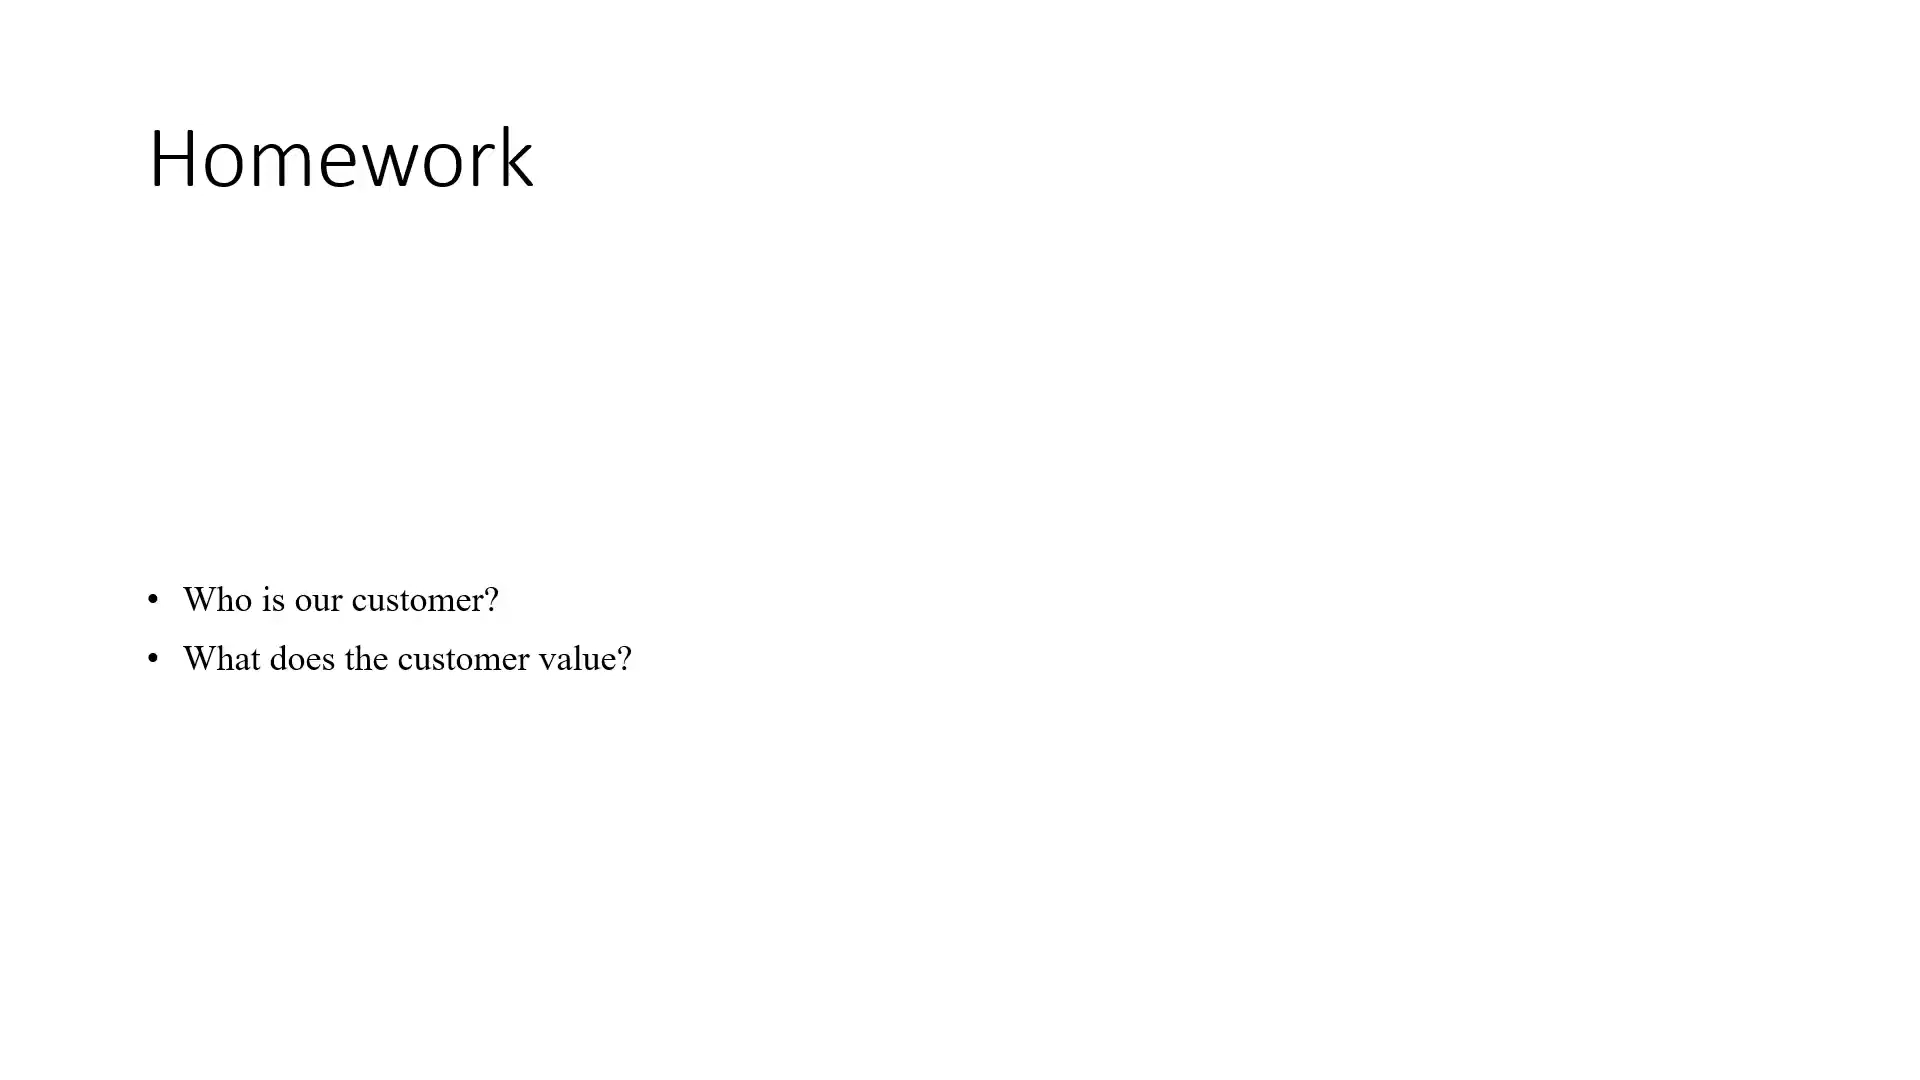 Homework
• Who is our customer?
• What does the customer value?